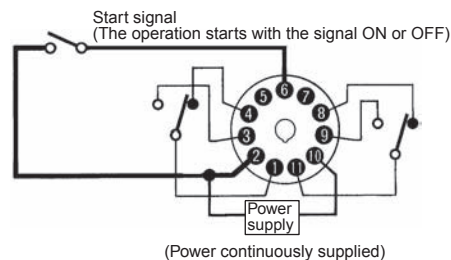 Start signal
(The operation starts with the signal ON or OFF)
6
5 7
4 8
3 9
2 10
1 11
Power
supply
(Power continuously supplied)